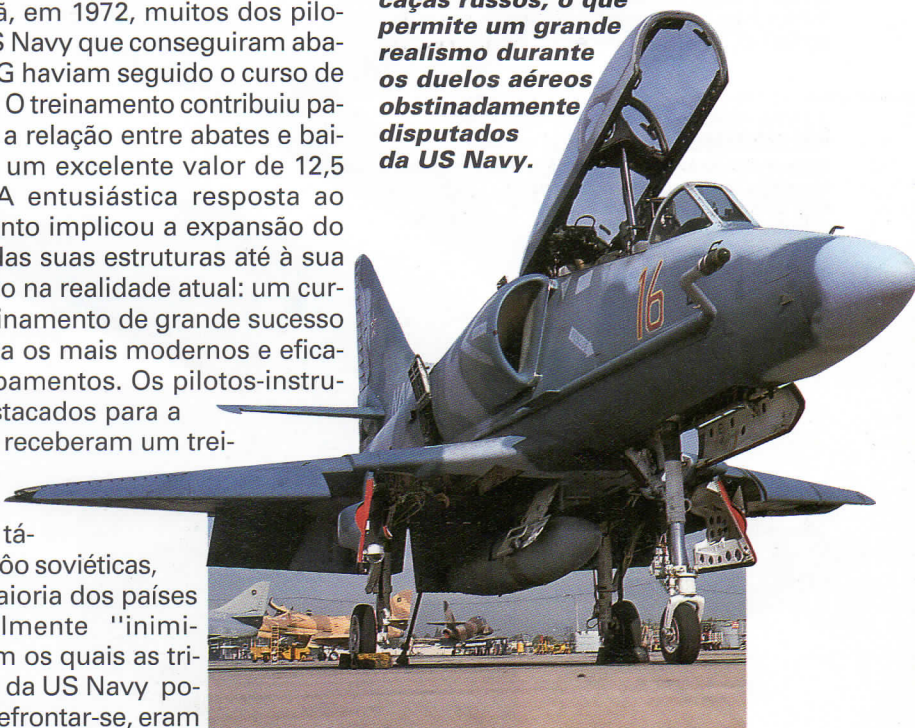 ã, em 1972, muitos dos pilo-
S Navy que conseguiram aba-
G haviam seguido o curso de
O treinamento contribuiu pa-
a relação entre abates e bai-
um excelente valor de 12,5
A entusiástica resposta ao
nto implicou a expansão do
las suas estruturas até à sua
o na realidade atual: um cur-
inamento de grande sucesso
a os mais modernos e efica-
pamentos. Os pilotos-instru-
stacados para a
receberam um trei-
tá-
ôo soviéticas,
aioria dos países
lmente ''inimi-
m os quais as tri-
da US Navy po-
efrontar-se, eram
caças russos, o que
permite um grande
realismo durante
os duelos aéreos
obstinadamente
disputados
da US Navy.
16